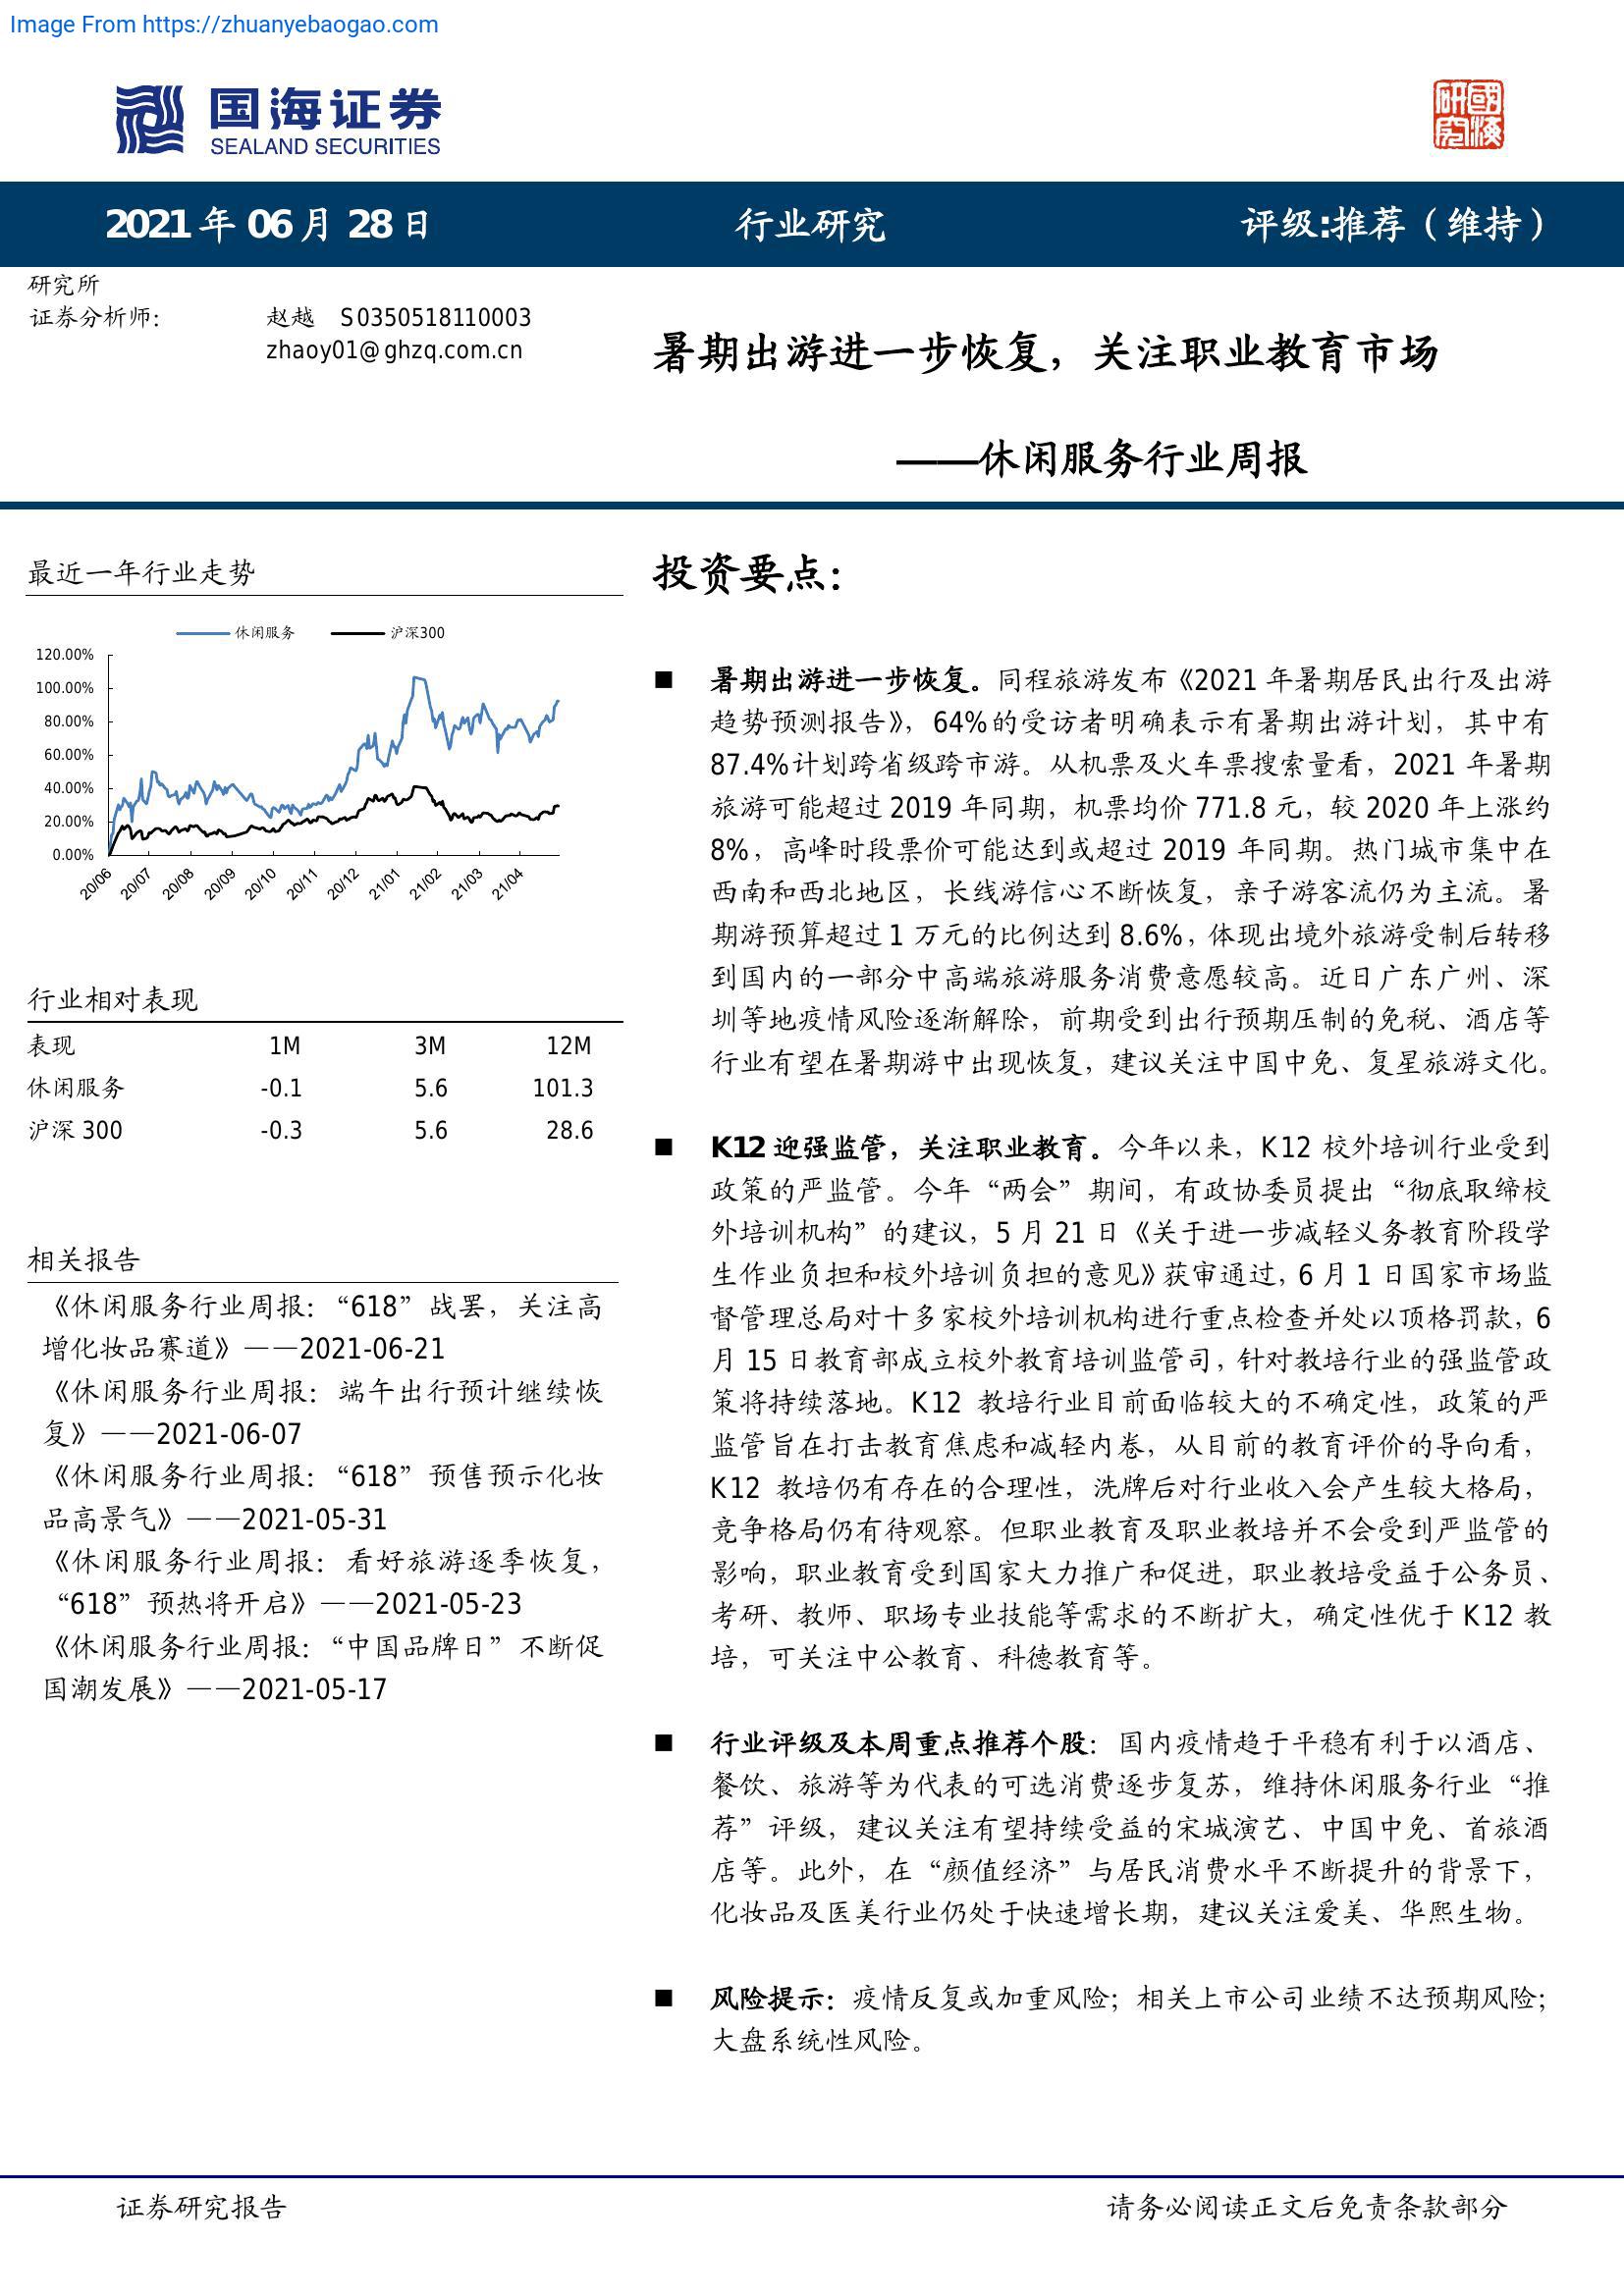 Image From https://zhuanyebaogao.com
国海证券
SEALAND SECURITIES
研究
國海
2021 年 06 月 28 日
行业研究
评级:推荐（维持）
研究所
证券分析师：
赵越 S0350518110003
zhaoy01@ghzq.com.cn
暑期出游进一步恢复，关注职业教育市场
——休闲服务行业周报
最近一年行业走势
休闲服务 沪深300
120.00%
100.00%
80.00%
60.00%
40.00%
20.00%
0.00%
20/06 20/07 20/08 20/09 20/10 20/11 20/12 21/01 21/02 21/03 21/04
行业相对表现
表现 1M 3M 12M
休闲服务 -0.1 5.6 101.3
沪深 300 -0.3 5.6 28.6
相关报告
《休闲服务行业周报：“618”战罢，关注高
增化妆品赛道》——2021-06-21
《休闲服务行业周报：端午出行预计继续恢
复》——2021-06-07
《休闲服务行业周报：“618”预售预示化妆
品高景气》——2021-05-31
《休闲服务行业周报：看好旅游逐季恢复，
“618”预热将开启》——2021-05-23
《休闲服务行业周报：“中国品牌日”不断促
国潮发展》——2021-05-17
投资要点：
■ 暑期出游进一步恢复。同程旅游发布《2021 年暑期居民出行及出游
趋势预测报告》，64%的受访者明确表示有暑期出游计划，其中有
87.4%计划跨省级跨市游。从机票及火车票搜索量看，2021 年暑期
旅游可能超过 2019 年同期，机票均价 771.8 元，较 2020 年上涨约
8%，高峰时段票价可能达到或超过 2019 年同期。热门城市集中在
西南和西北地区，长线游信心不断恢复，亲子游客流仍为主流。暑
期游预算超过 1 万元的比例达到 8.6%，体现出境外旅游受制后转移
到国内的一部分中高端旅游服务消费意愿较高。近日广东广州、深
圳等地疫情风险逐渐解除，前期受到出行预期压制的免税、酒店等
行业有望在暑期游中出现恢复，建议关注中国中免、复星旅游文化。
■ K12 迎强监管，关注职业教育。今年以来，K12 校外培训行业受到
政策的严监管。今年“两会”期间，有政协委员提出“彻底取缔校
外培训机构”的建议，5 月 21 日《关于进一步减轻义务教育阶段学
生作业负担和校外培训负担的意见》获审通过，6 月 1 日国家市场监
督管理总局对十多家校外培训机构进行重点检查并处以顶格罚款，6
月 15 日教育部成立校外教育培训监管司，针对教培行业的强监管政
策将持续落地。K12 教培行业目前面临较大的不确定性，政策的严
监管旨在打击教育焦虑和减轻内卷，从目前的教育评价的导向看，
K12 教培仍有存在的合理性，洗牌后对行业收入会产生较大格局，
竞争格局仍有待观察。但职业教育及职业教培并不会受到严监管的
影响，职业教育受到国家大力推广和促进，职业教培受益于公务员、
考研、教师、职场专业技能等需求的不断扩大，确定性优于 K12 教
培，可关注中公教育、科德教育等。
■ 行业评级及本周重点推荐个股：国内疫情趋于平稳有利于以酒店、
餐饮、旅游等为代表的可选消费逐步复苏，维持休闲服务行业“推
荐”评级，建议关注有望持续受益的宋城演艺、中国中免、首旅酒
店等。此外，在“颜值经济”与居民消费水平不断提升的背景下，
化妆品及医美行业仍处于快速增长期，建议关注爱美、华熙生物。
■ 风险提示：疫情反复或加重风险；相关上市公司业绩不达预期风险；
大盘系统性风险。
证券研究报告
请务必阅读正文后免责条款部分